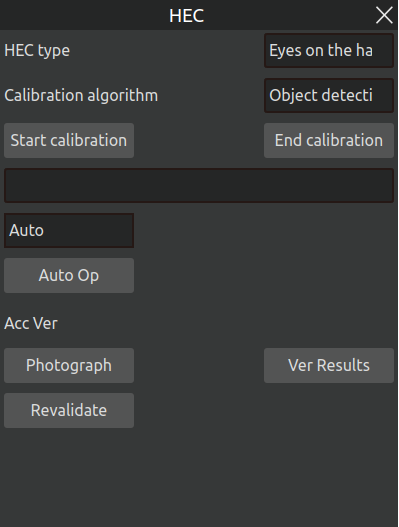 HEC
HEC type Eyes on the ha
Calibration algorithm Object detecti
Start calibration End calibration
Auto
Auto Op
Acc Ver
Photograph Ver Results
Revalidate